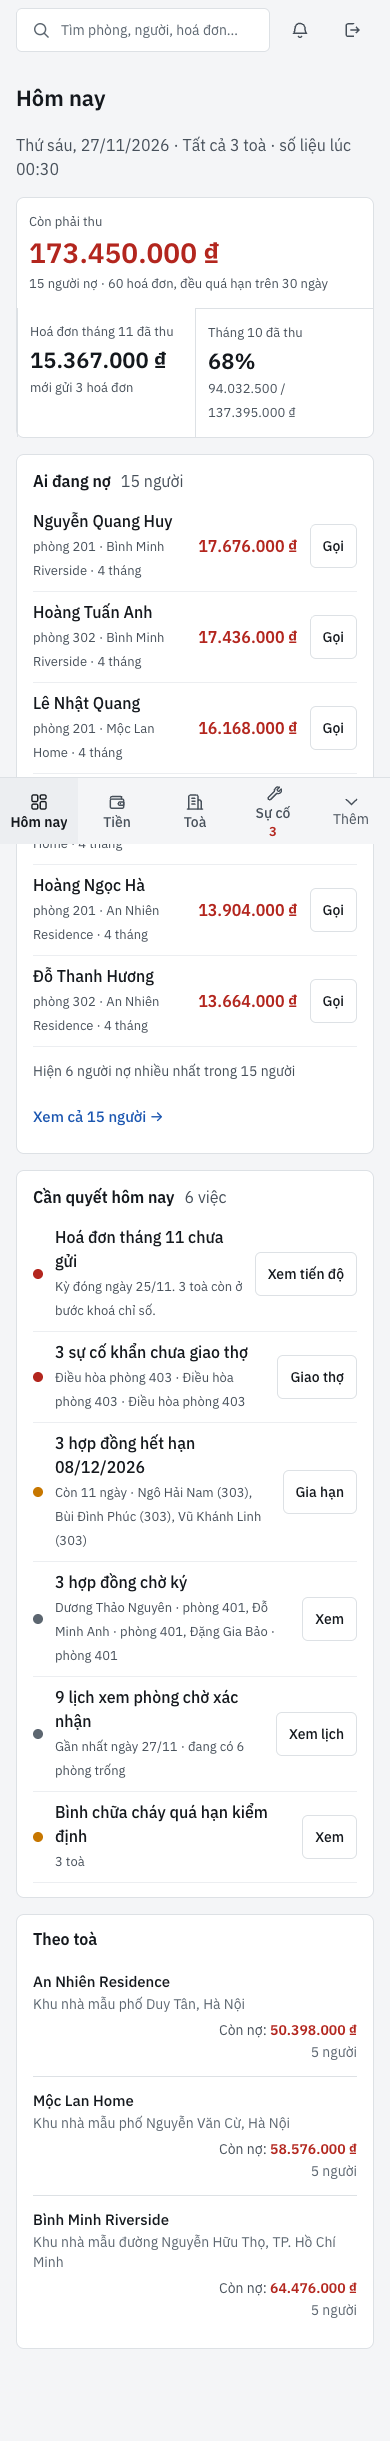 Tìm phòng, người, hoá đơn...
Hôm nay
Thứ sáu, 27/11/2026 · Tất cả 3 toà · số liệu lúc
00:30
Còn phải thu
173.450.000 ₫
15 người nợ · 60 hoá đơn, đều quá hạn trên 30 ngày
Hoá đơn tháng 11 đã thu
15.367.000 ₫
mới gửi 3 hoá đơn
Tháng 10 đã thu
68%
94.032.500 /
137.395.000 ₫
Ai đang nợ 15 người
Nguyễn Quang Huy
phòng 201 · Bình Minh
Riverside · 4 tháng
17.676.000 ₫
Gọi
Hoàng Tuấn Anh
phòng 302 · Bình Minh
Riverside · 4 tháng
17.436.000 ₫
Gọi
Lê Nhật Quang
phòng 201 · Mộc Lan
Home · 4 tháng
16.168.000 ₫
Gọi
Hôm nay
Tiền
Toà
Sự cố
3
Thêm
Home · 4 tháng
Hoàng Ngọc Hà
phòng 201 · An Nhiên
Residence · 4 tháng
13.904.000 ₫
Gọi
Đỗ Thanh Hương
phòng 302 · An Nhiên
Residence · 4 tháng
13.664.000 ₫
Gọi
Hiện 6 người nợ nhiều nhất trong 15 người
Xem cả 15 người →
Cần quyết hôm nay 6 việc
Hoá đơn tháng 11 chưa
gửi
Kỳ đóng ngày 25/11. 3 toà còn ở
bước khoá chỉ số.
Xem tiến độ
3 sự cố khẩn chưa giao thợ
Điều hòa phòng 403 · Điều hòa
phòng 403 · Điều hòa phòng 403
Giao thợ
3 hợp đồng hết hạn
08/12/2026
Còn 11 ngày · Ngô Hải Nam (303),
Bùi Đình Phúc (303), Vũ Khánh Linh
(303)
Gia hạn
3 hợp đồng chờ ký
Dương Thảo Nguyên · phòng 401, Đỗ
Minh Anh · phòng 401, Đặng Gia Bảo ·
phòng 401
Xem
9 lịch xem phòng chờ xác
nhận
Gần nhất ngày 27/11 · đang có 6
phòng trống
Xem lịch
Bình chữa cháy quá hạn kiểm
định
3 toà
Xem
Theo toà
An Nhiên Residence
Khu nhà mẫu phố Duy Tân, Hà Nội
Còn nợ: 50.398.000 ₫
5 người
Mộc Lan Home
Khu nhà mẫu phố Nguyễn Văn Cừ, Hà Nội
Còn nợ: 58.576.000 ₫
5 người
Bình Minh Riverside
Khu nhà mẫu đường Nguyễn Hữu Thọ, TP. Hồ Chí
Minh
Còn nợ: 64.476.000 ₫
5 người